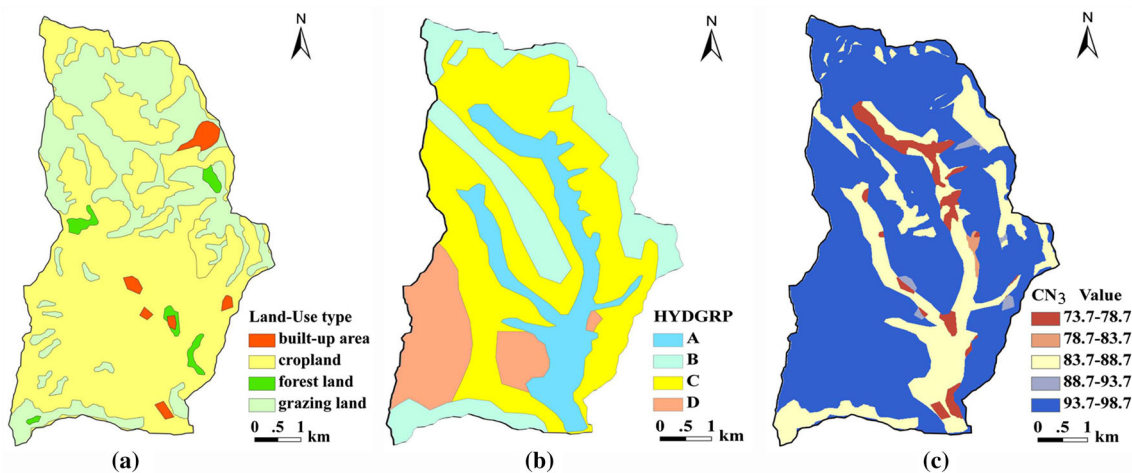 N
Land-Use type
built-up area
cropland
forest land
grazing land
0 .5 1
km
(a)
N
HYDGRP
A
B
C
D
0 .5 1
km
(b)
N
CN3 Value
73.7-78.7
78.7-83.7
83.7-88.7
88.7-93.7
93.7-98.7
0 .5 1
km
(c)